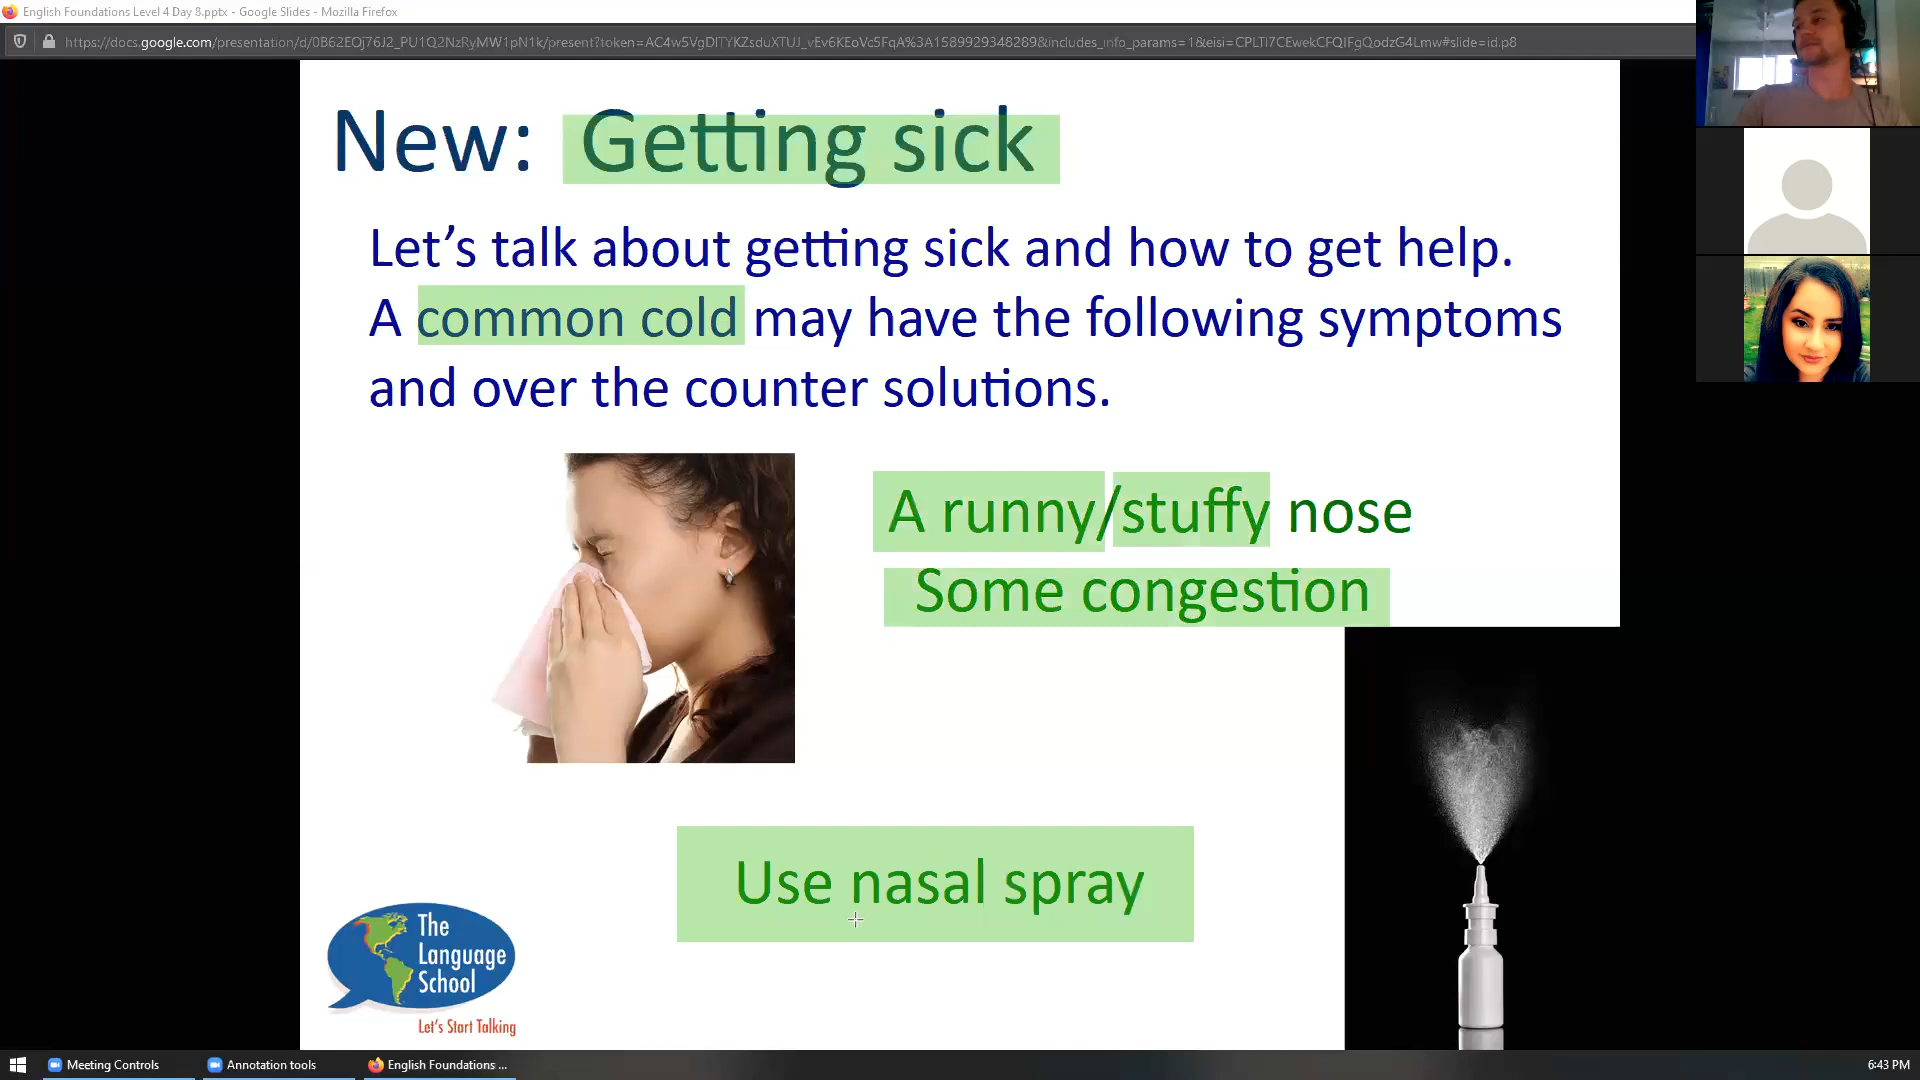 English Foundations Level 4 Day 8.pptx - Google Slides - Mozilla Firefox
New: Getting sick
Let's talk about getting sick and how to get help.
A common cold may have the following symptoms
and over the counter solutions.
A runny/stuffy nose
Some congestion
Use nasal spray
The
Language
School
Let's Start Talking
Meeting Controls
Annotation tools
English Foundations ...
6:43 PM